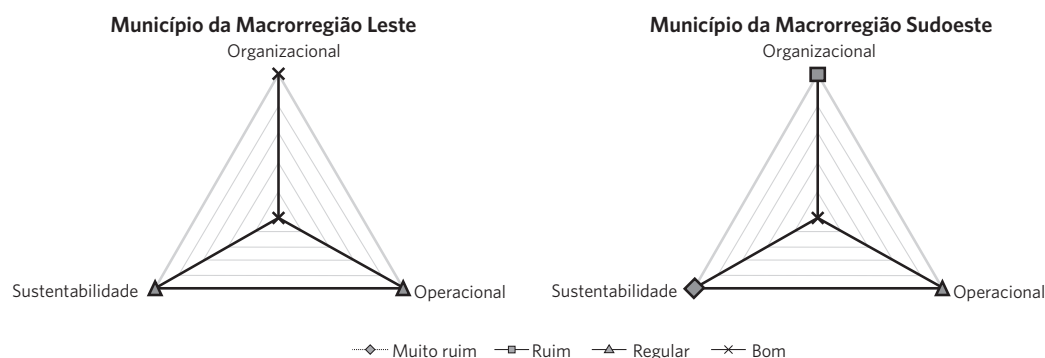 Município da Macrorregião Leste
Organizacional
Sustentabilidade
Operacional
Município da Macrorregião Sudoeste
Organizacional
Sustentabilidade
Operacional
Muito ruim Ruim Regular Bom